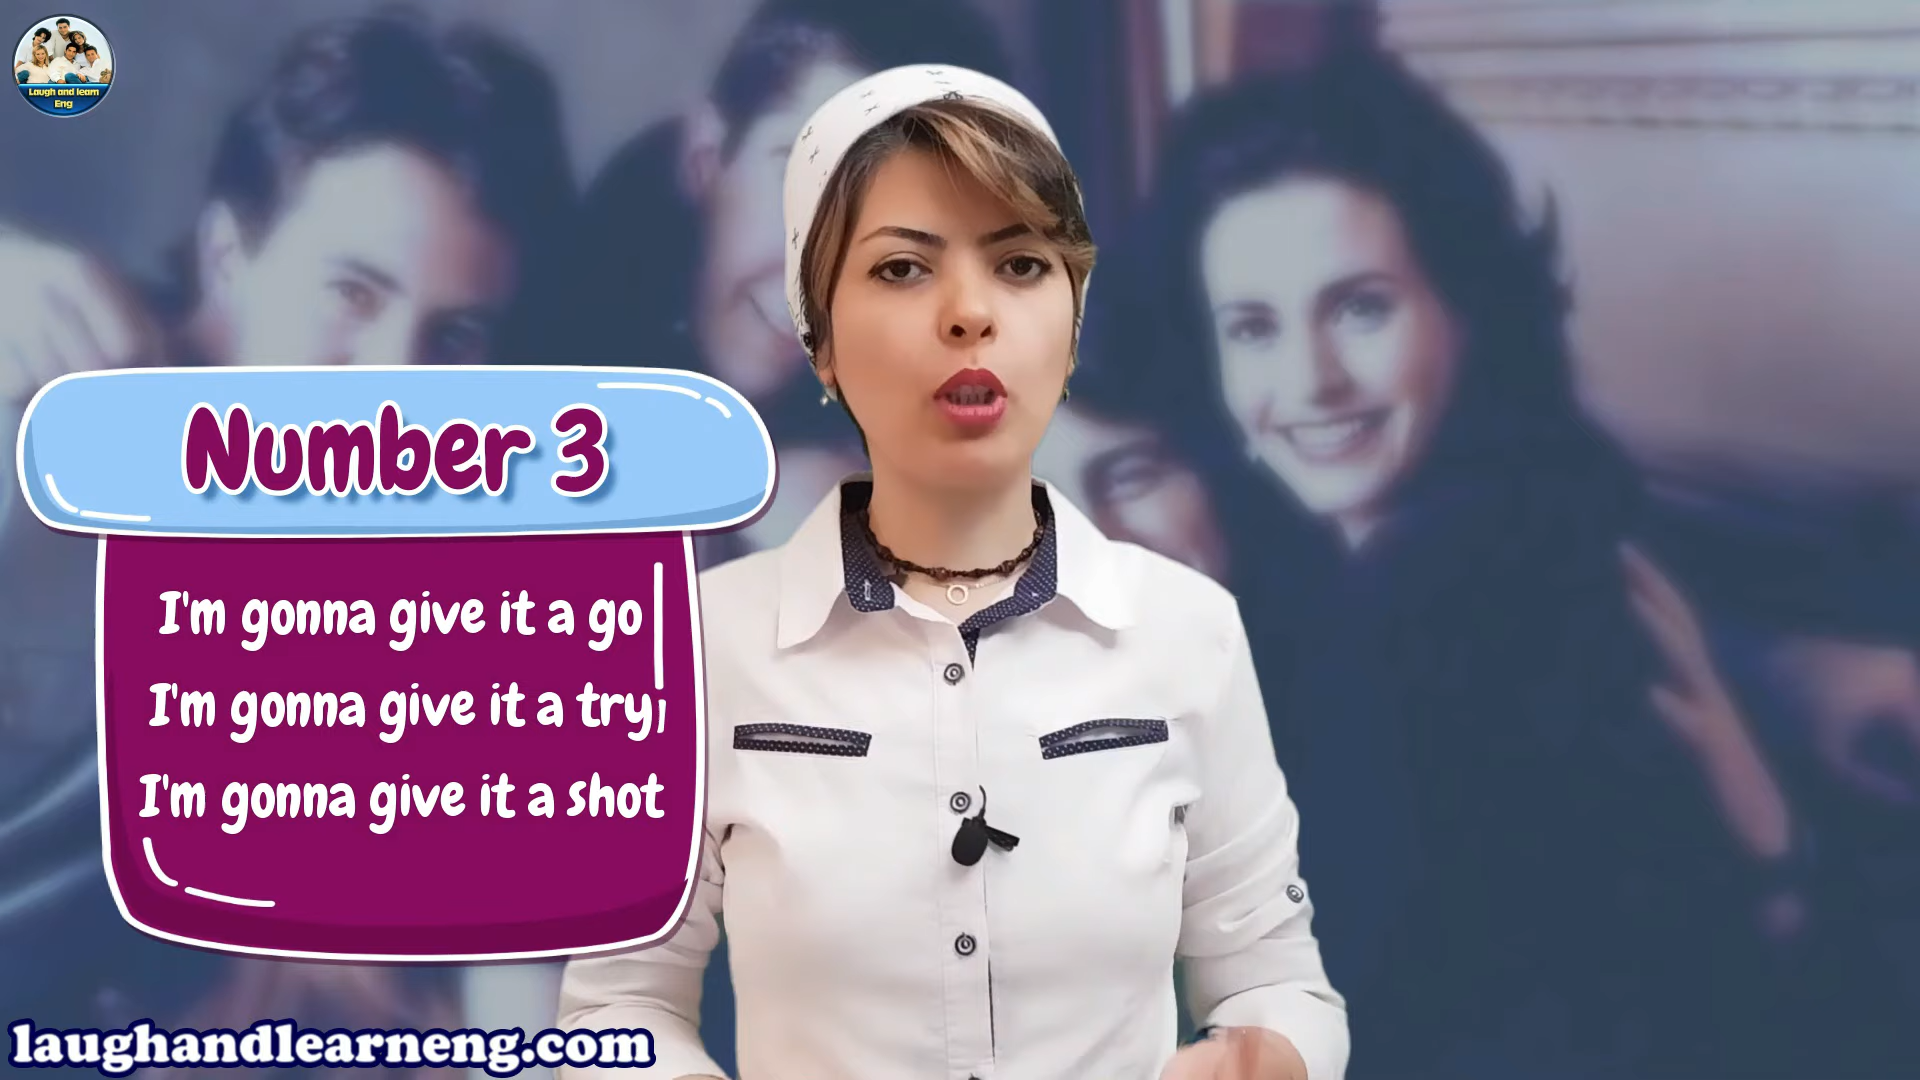 Laugh and learn
Eng
Number 3
I'm gonna give it a go
I'm gonna give it a try
I'm gonna give it a shot
laughandlearneng.com